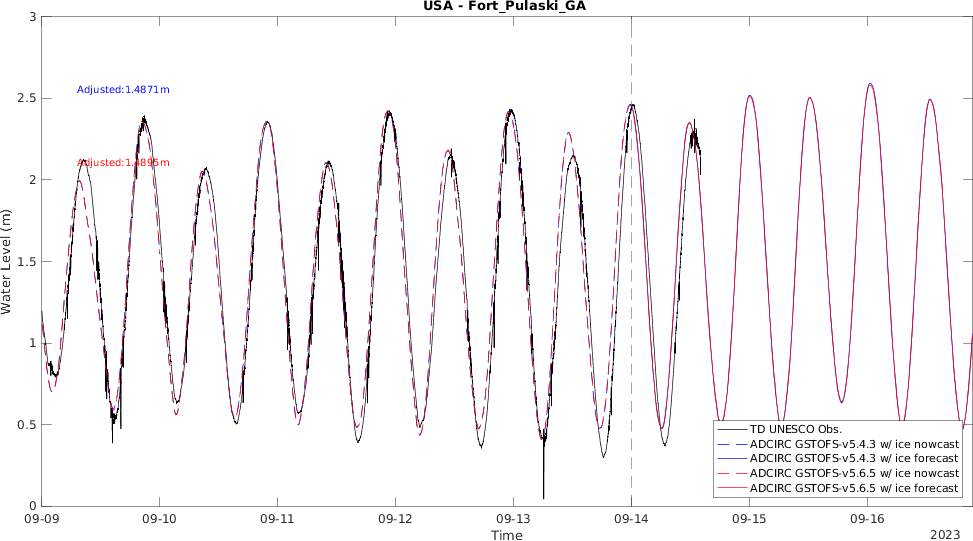 USA - Fort_Pulaski_GA
3
2.5
2
1.5
1
0.5
0
Water Level (m)
Adjusted:1.4871m
Adjusted:1.4895m
TD UNESCO Obs.
ADCIRC GSTOFS-v5.4.3 w/ ice nowcast
ADCIRC GSTOFS-v5.4.3 w/ ice forecast
ADCIRC GSTOFS-v5.6.5 w/ ice nowcast
ADCIRC GSTOFS-v5.6.5 w/ ice forecast
09-09 09-10 09-11 09-12 09-13 09-14 09-15 09-16
Time
2023